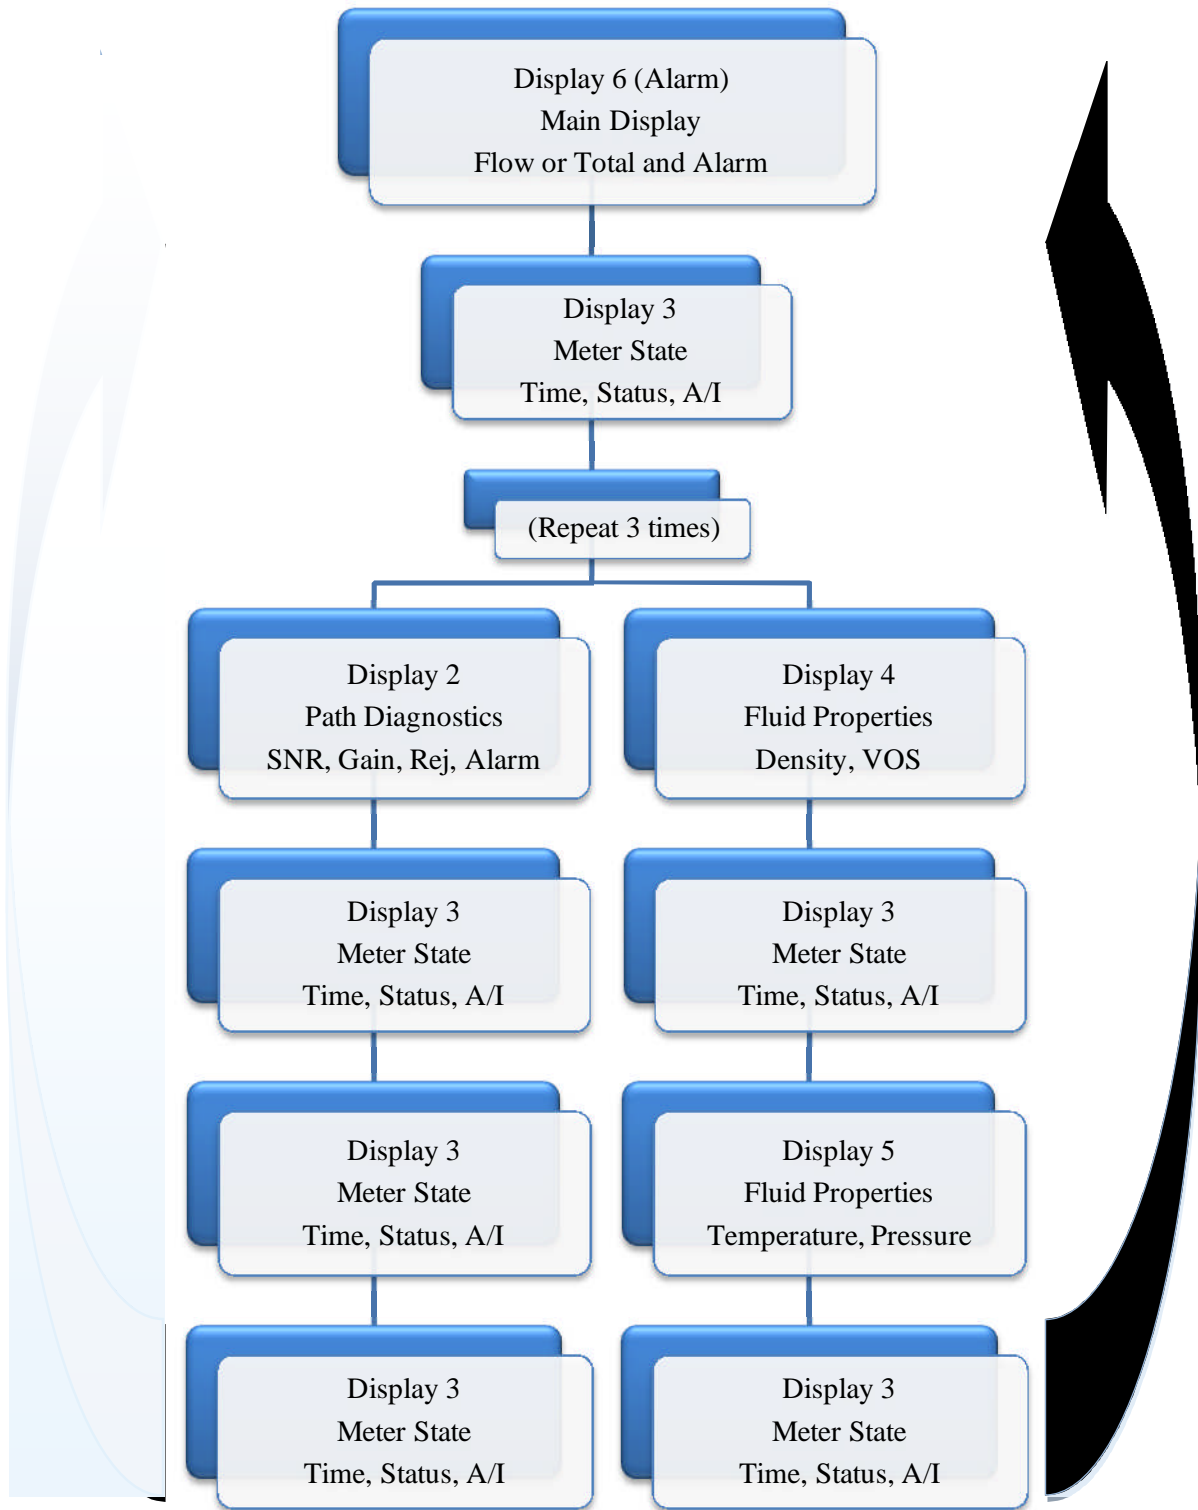 Display 6 (Alarm)
Main Display
Flow or Total and Alarm
Display 3
Meter State
Time, Status, A/I
(Repeat 3 times)
Display 2
Path Diagnostics
SNR, Gain, Rej, Alarm
Display 4
Fluid Properties
Density, VOS
Display 3
Meter State
Time, Status, A/I
Display 3
Meter State
Time, Status, A/I
Display 3
Meter State
Time, Status, A/I
Display 5
Fluid Properties
Temperature, Pressure
Display 3
Meter State
Time, Status, A/I
Display 3
Meter State
Time, Status, A/I